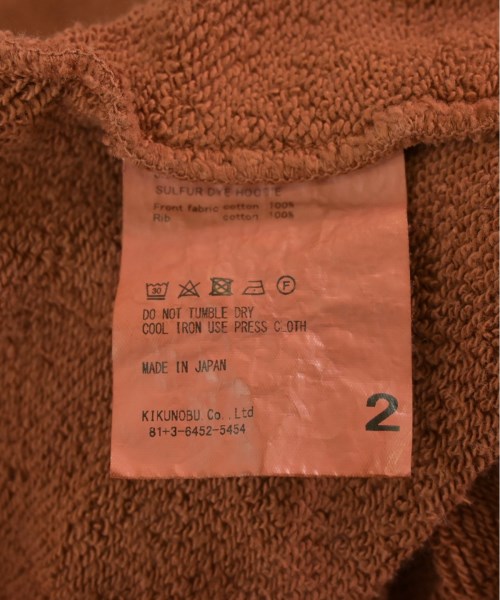 SULFUR DYE HOODIE
Front fabric cotton 100%
Rib cotton 100%
30 F
DO NOT TUMBLE DRY
COOL IRON USE PRESS CLOTH
MADE IN JAPAN
KIKUNOBU Co.,Ltd
81+3-6452-5454
2